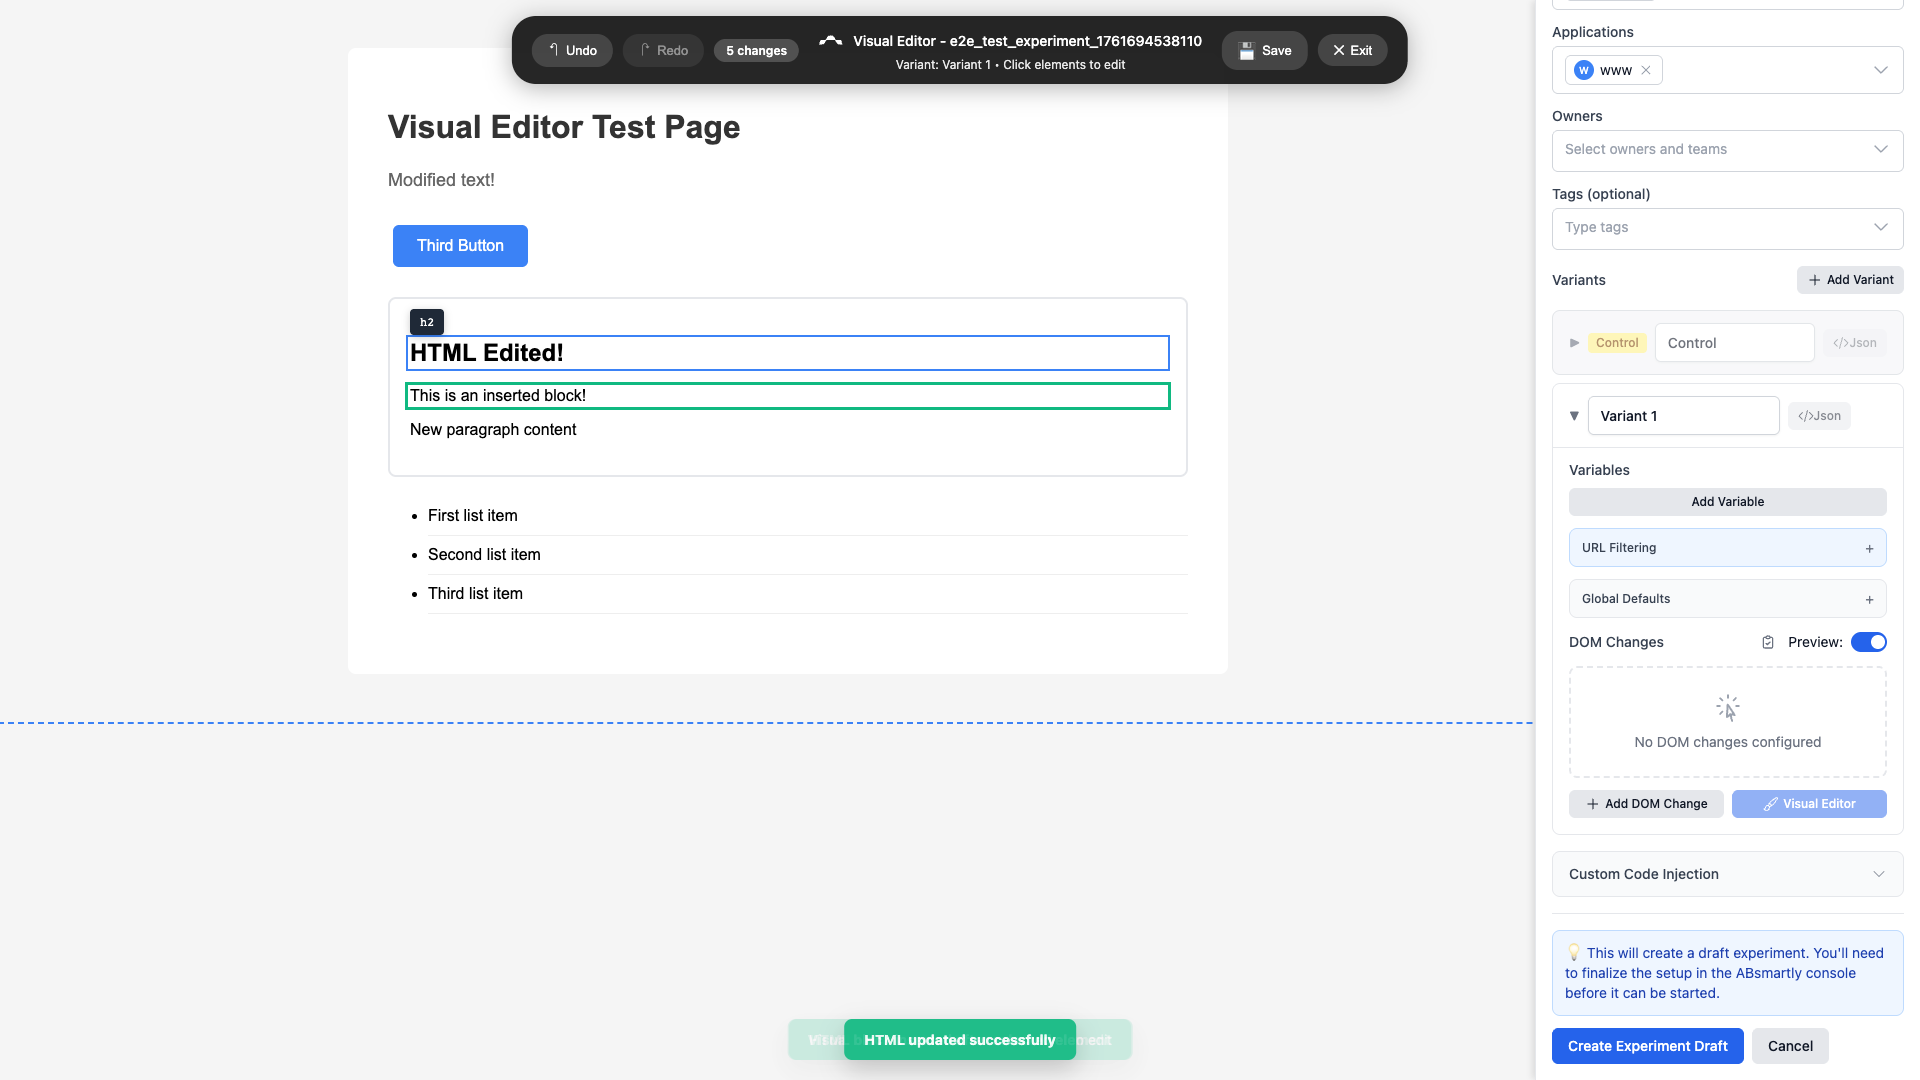 Undo
Redo
5 changes
Visual Editor - e2e_test_experiment_1761694538110
Variant: Variant 1 • Click elements to edit
Save
Exit
Visual Editor Test Page
Modified text!
Third Button
h2
HTML Edited!
This is an inserted block!
New paragraph content
First list item
Second list item
Third list item
HTML updated successfully
Applications
W www
Owners
Select owners and teams
Tags (optional)
Type tags
Variants
Add Variant
Control
Control
</>Json
Variant 1
</>Json
Variables
Add Variable
URL Filtering +
Global Defaults +
DOM Changes
Preview:
No DOM changes configured
Add DOM Change
Visual Editor
Custom Code Injection
This will create a draft experiment. You'll need
to finalize the setup in the ABsmartly console
before it can be started.
Create Experiment Draft
Cancel